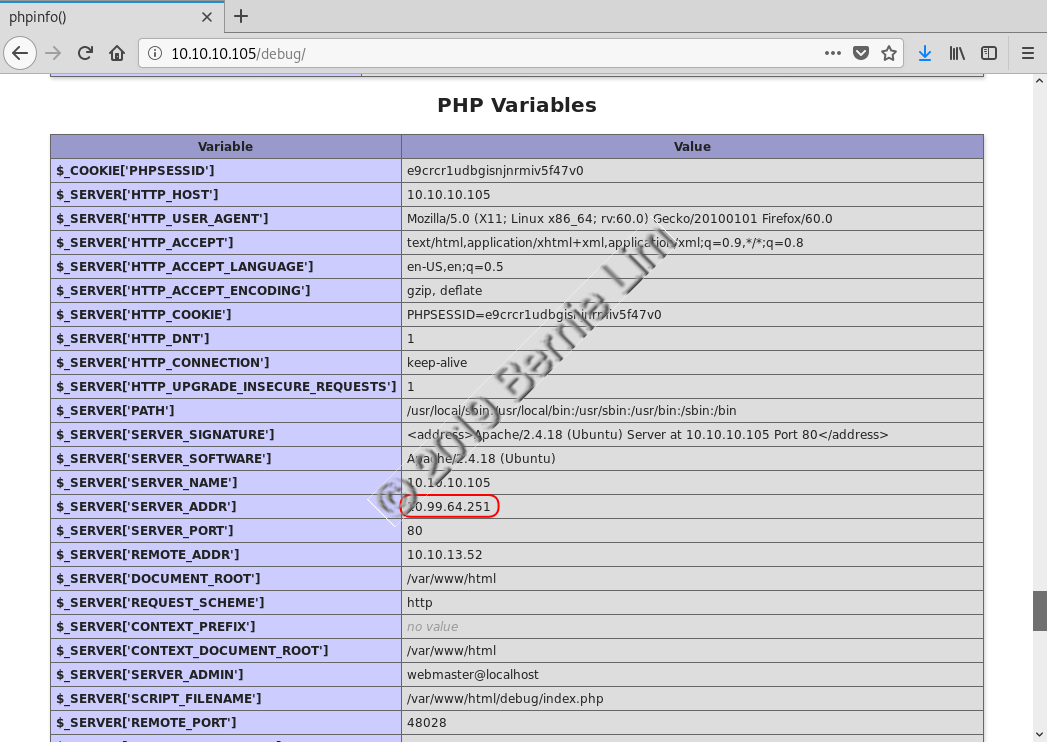 phpinfo()
10.10.10.105/debug/
PHP Variables
Variable Value
$_COOKIE['PHPSESSID'] e9crcr1udbgisnjnrmiv5f47v0
$_SERVER['HTTP_HOST'] 10.10.10.105
$_SERVER['HTTP_USER_AGENT'] Mozilla/5.0 (X11; Linux x86_64; rv:60.0) Gecko/20100101 Firefox/60.0
$_SERVER['HTTP_ACCEPT'] text/html,application/xhtml+xml,application/xml;q=0.9,*/*;q=0.8
$_SERVER['HTTP_ACCEPT_LANGUAGE'] en-US,en;q=0.5
$_SERVER['HTTP_ACCEPT_ENCODING'] gzip, deflate
$_SERVER['HTTP_COOKIE'] PHPSESSID=e9crcr1udbgisnjnrmiv5f47v0
$_SERVER['HTTP_DNT'] 1
$_SERVER['HTTP_CONNECTION'] keep-alive
$_SERVER['HTTP_UPGRADE_INSECURE_REQUESTS'] 1
$_SERVER['PATH'] /usr/local/sbin:/usr/local/bin:/usr/sbin:/usr/bin:/sbin:/bin
$_SERVER['SERVER_SIGNATURE'] <address>Apache/2.4.18 (Ubuntu) Server at 10.10.10.105 Port 80</address>
$_SERVER['SERVER_SOFTWARE'] Apache/2.4.18 (Ubuntu)
$_SERVER['SERVER_NAME'] 10.10.10.105
$_SERVER['SERVER_ADDR'] 10.99.64.251
$_SERVER['SERVER_PORT'] 80
$_SERVER['REMOTE_ADDR'] 10.10.13.52
$_SERVER['DOCUMENT_ROOT'] /var/www/html
$_SERVER['REQUEST_SCHEME'] http
$_SERVER['CONTEXT_PREFIX'] no value
$_SERVER['CONTEXT_DOCUMENT_ROOT'] /var/www/html
$_SERVER['SERVER_ADMIN'] webmaster@localhost
$_SERVER['SCRIPT_FILENAME'] /var/www/html/debug/index.php
$_SERVER['REMOTE_PORT'] 48028
© 2019 Bernie Lim